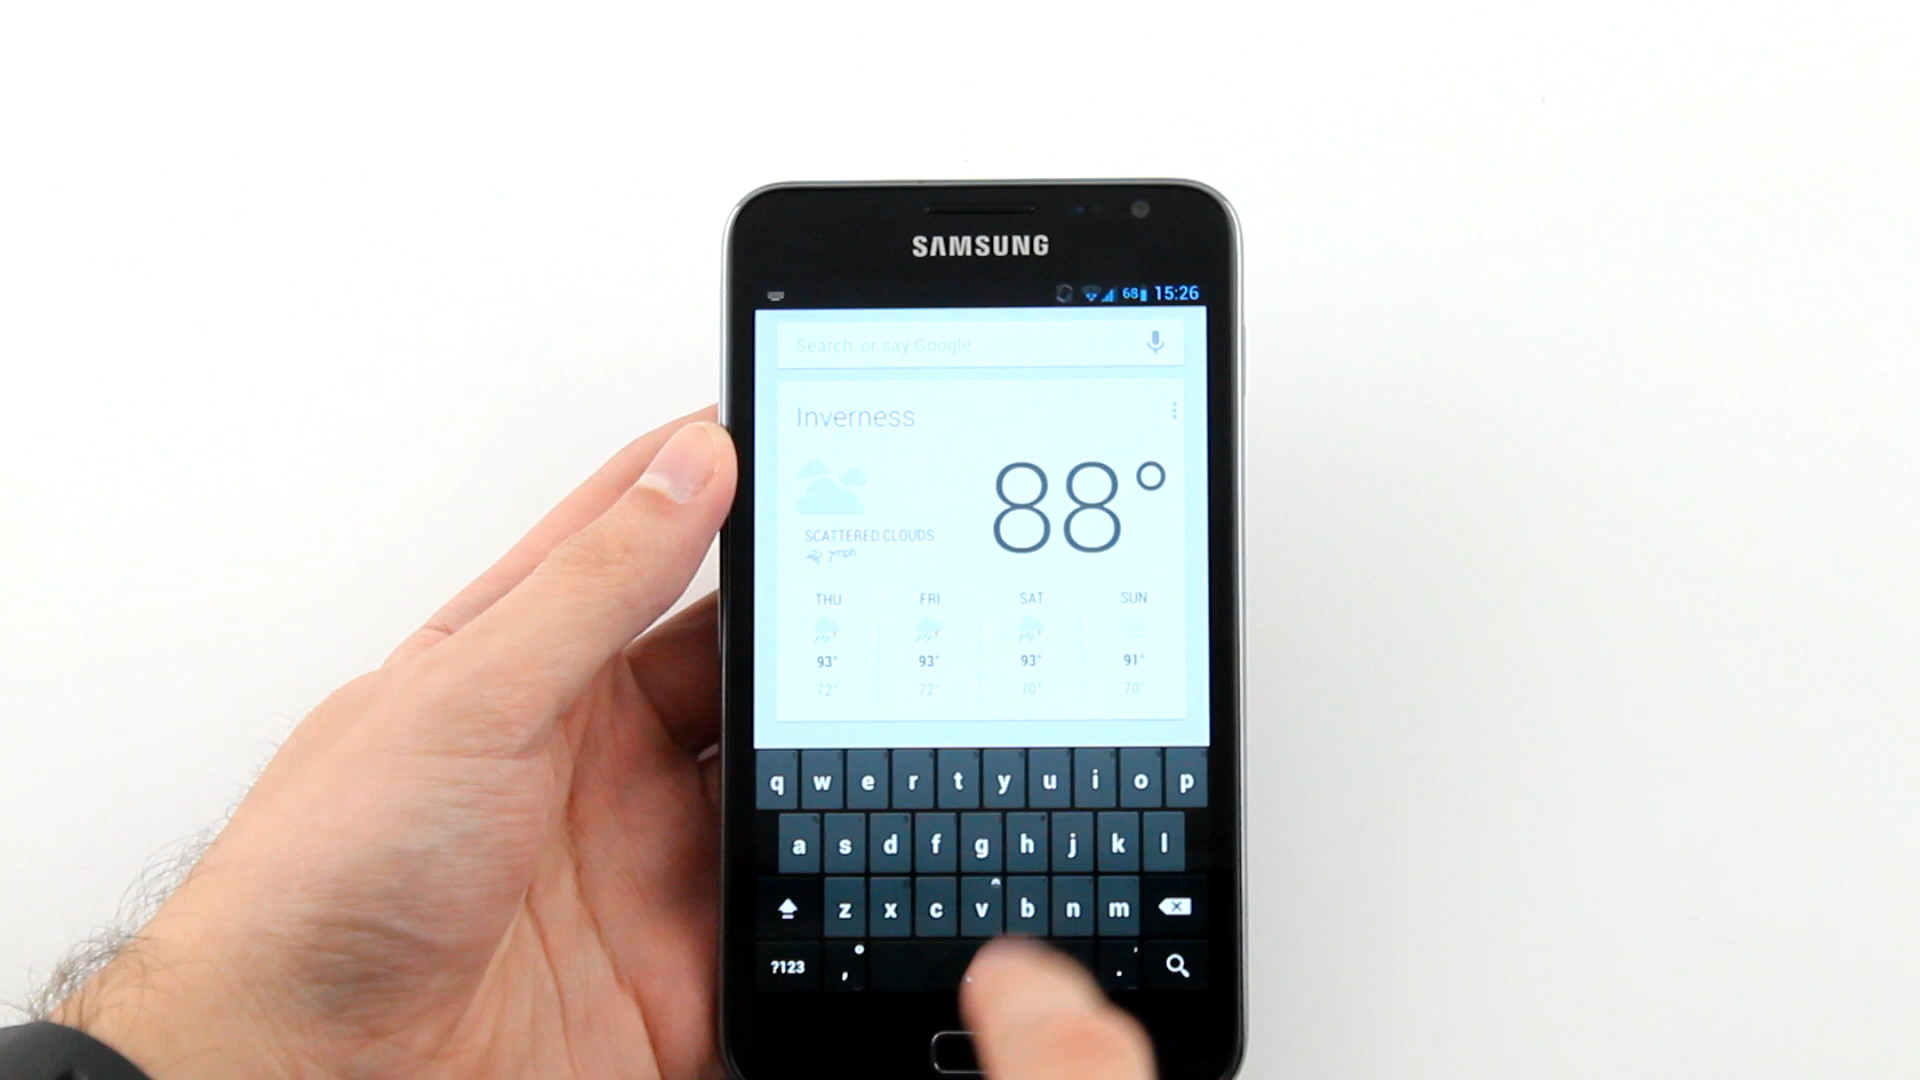 SAMSUNG
68 15:26
Search, or say Google
Inverness
88°
SCATTERED CLOUDS
7mph
THU FRI SAT SUN
93° 93° 93° 91°
72° 72° 70° 70°
q w e r t y u i o p
a s d f g h j k l
z x c v b n m
?123 , .